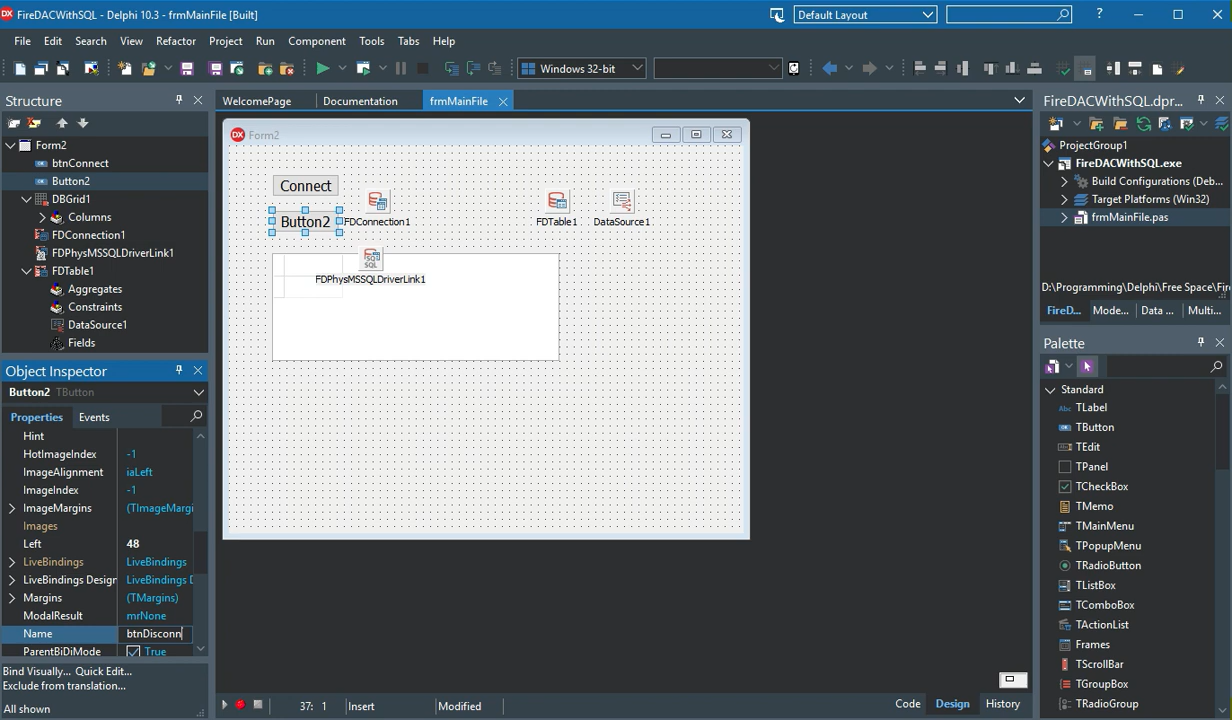 FireDACWithSQL - Delphi 10.3 - frmMainFile [Built]
Default Layout
File Edit Search View Refactor Project Run Component Tools Tabs Help
Windows 32-bit
Structure
Form2
btnConnect
Button2
DBGrid1
Columns
FDConnection1
FDPhysMSSQLDriverLink1
FDTable1
Aggregates
Constraints
DataSource1
Fields
Object Inspector
Button2 TButton
Properties Events
Hint
HotImageIndex -1
ImageAlignment iaLeft
ImageIndex -1
ImageMargins (TImageMargi
Images
Left 48
LiveBindings LiveBindings
LiveBindings Design LiveBindings D
Margins (TMargins)
ModalResult mrNone
Name btnDisconn
ParentBiDiMode True
Bind Visually... Quick Edit...
Exclude from translation...
All shown
WelcomePage Documentation frmMainFile
DX Form2
Connect
Button2
FDConnection1
FDTable1 DataSource1
SQL
FDPhysMSSQLDriverLink1
37: 1 Insert Modified
Code Design History
FireDACWithSQL.dpr...
ProjectGroup1
FireDACWithSQL.exe
Build Configurations (Deb...
Target Platforms (Win32)
frmMainFile.pas
D:\Programming\Delphi\Free Space\Fir
FireD... Mode... Data ... Multi...
Palette
Standard
Abc TLabel
TButton
TEdit
TPanel
TCheckBox
TMemo
TMainMenu
TPopupMenu
TRadioButton
TListBox
TComboBox
TActionList
Frames
TScrollBar
TGroupBox
TRadioGroup